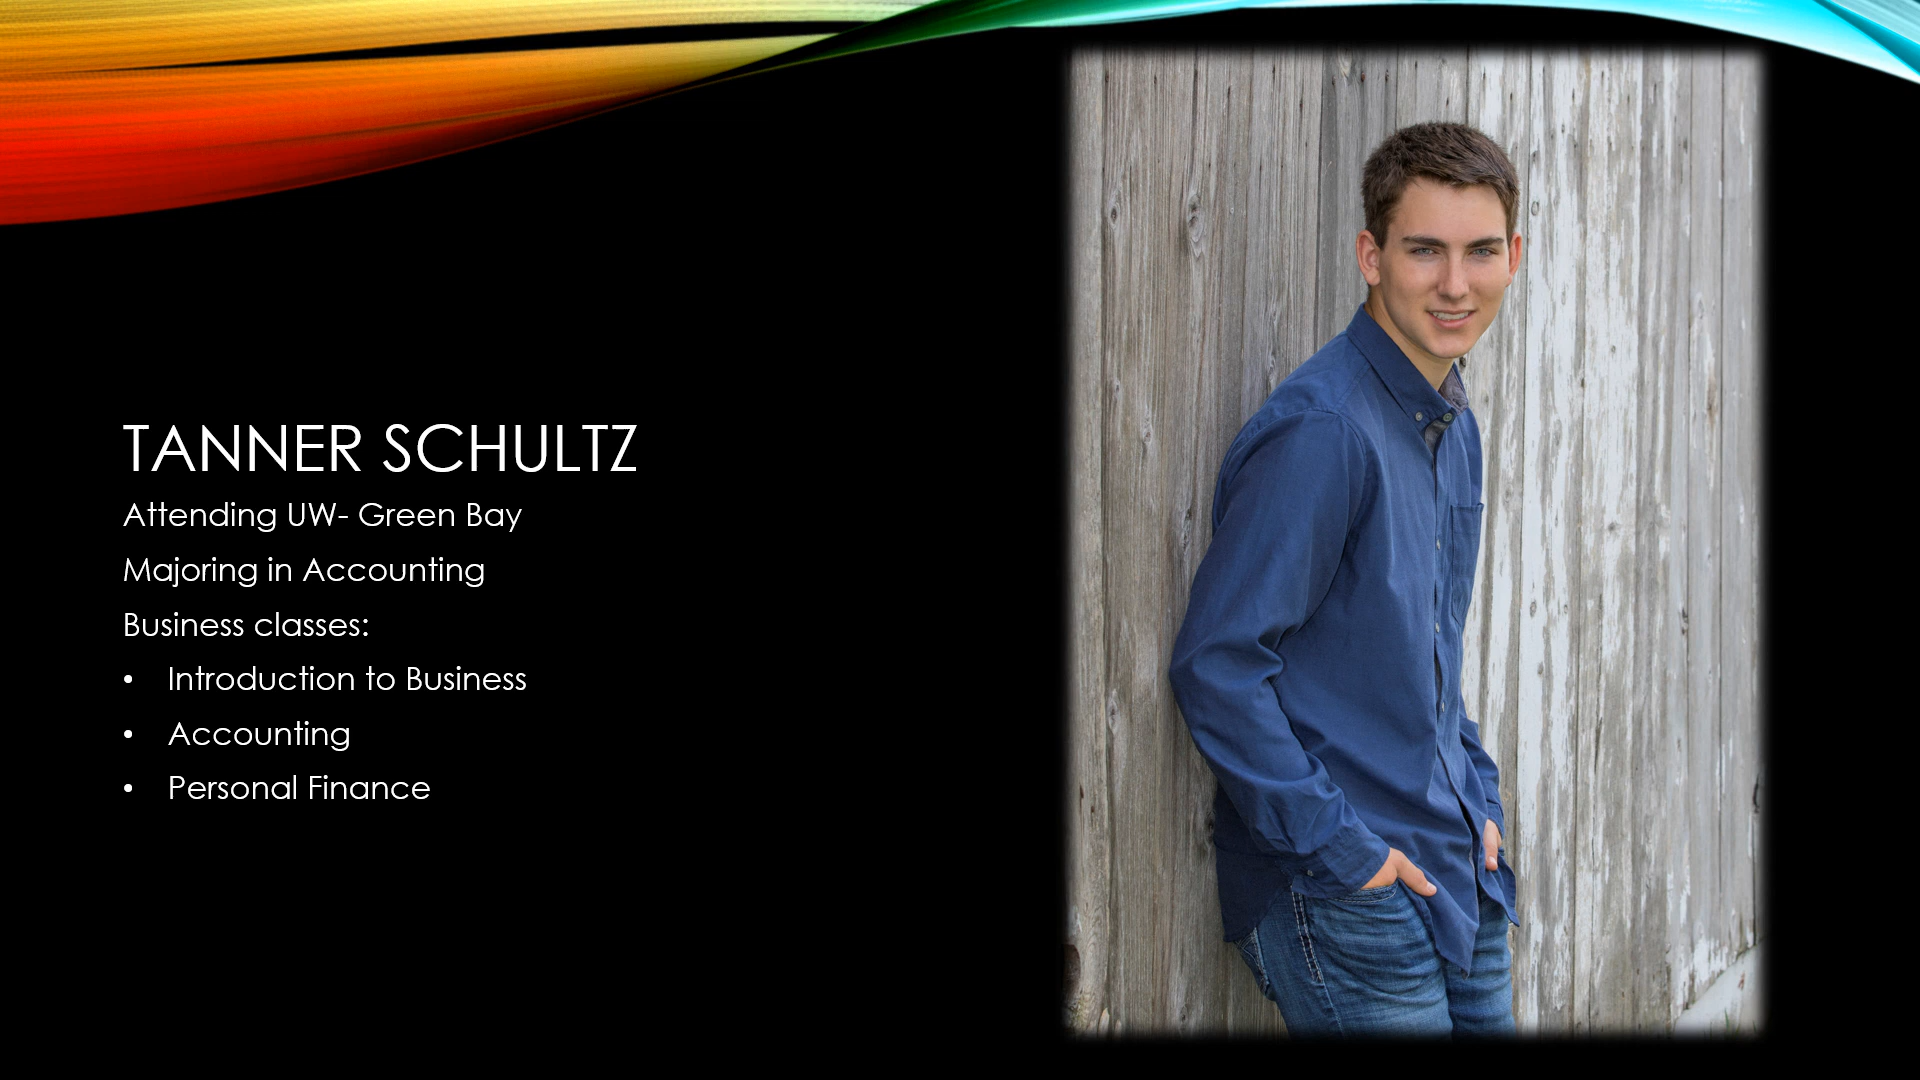 TANNER SCHULTZ
Attending UW- Green Bay
Majoring in Accounting
Business classes:
• Introduction to Business
• Accounting
• Personal Finance